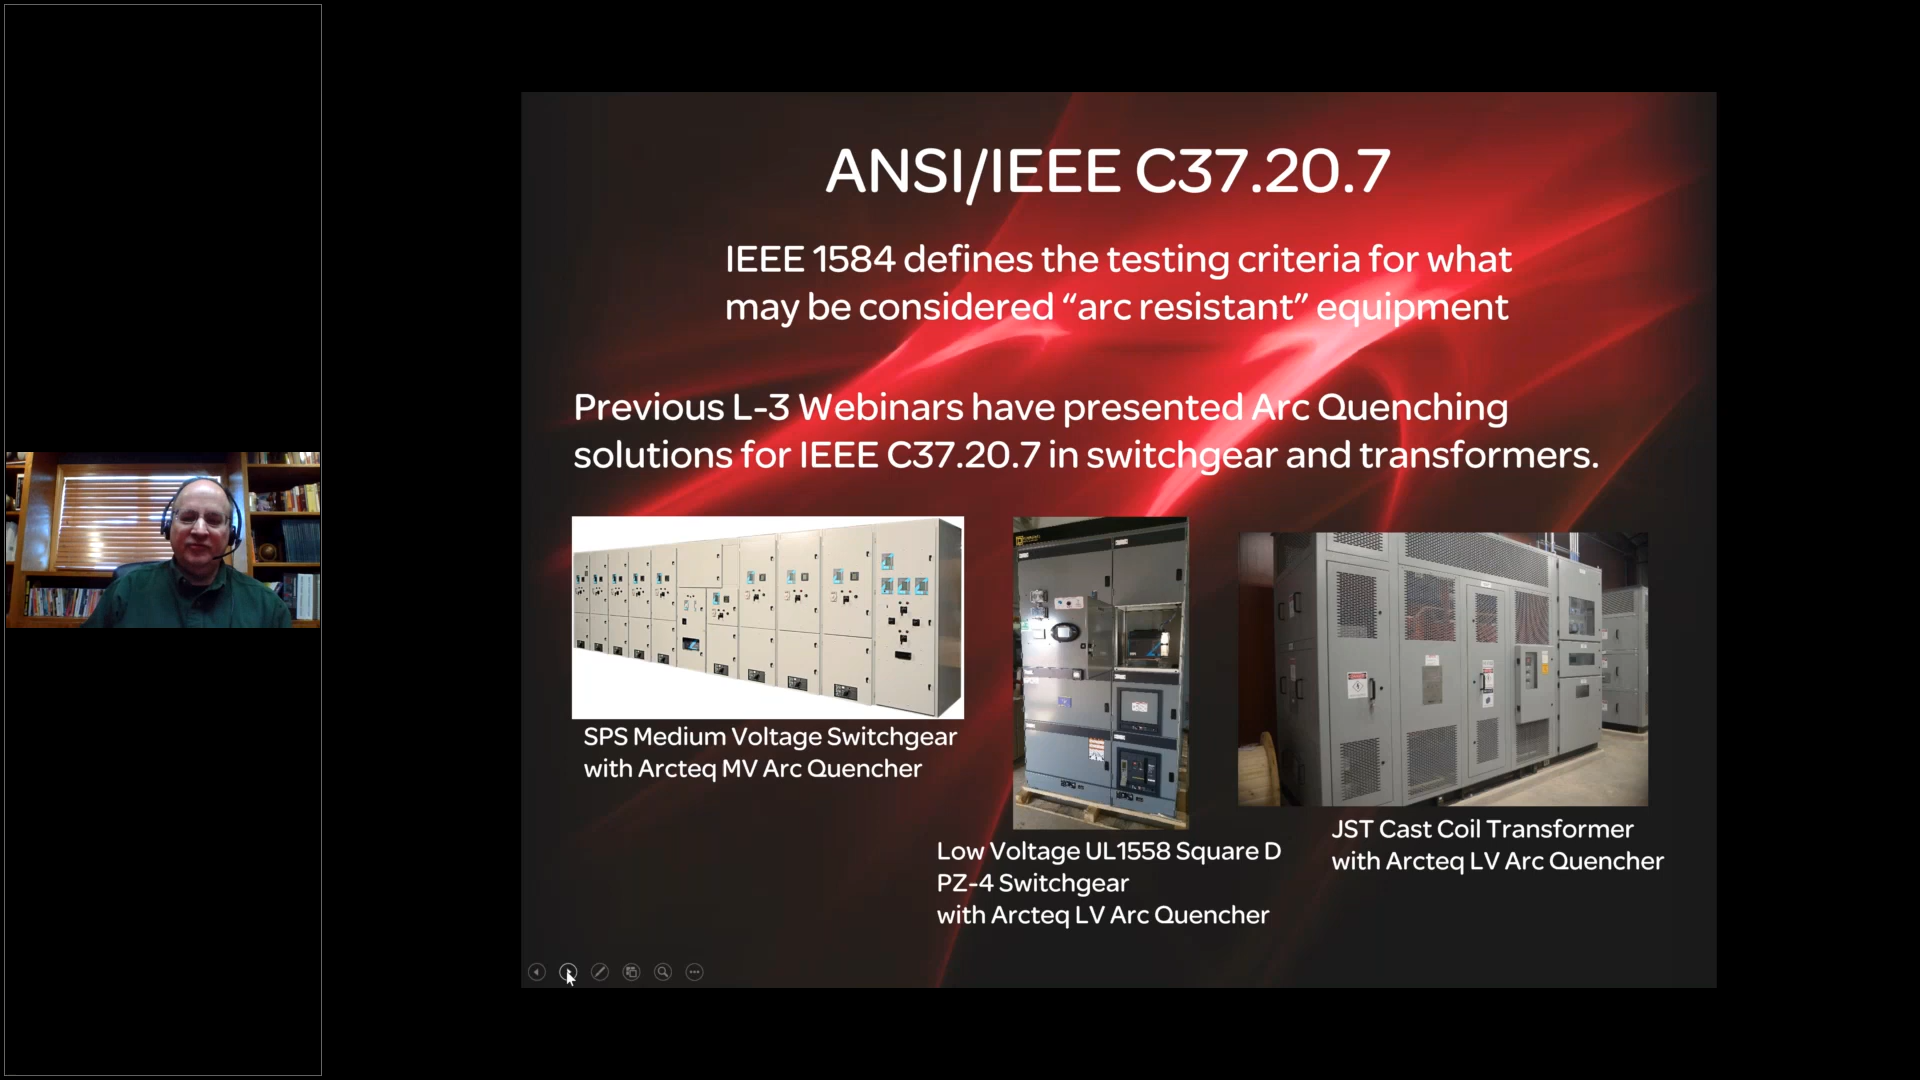 ANSI/IEEE C37.20.7
IEEE 1584 defines the testing criteria for what
may be considered “arc resistant” equipment
Previous L-3 Webinars have presented Arc Quenching
solutions for IEEE C37.20.7 in switchgear and transformers.
SPS Medium Voltage Switchgear
with Arcteq MV Arc Quencher
Low Voltage UL1558 Square D
PZ-4 Switchgear
with Arcteq LV Arc Quencher
JST Cast Coil Transformer
with Arcteq LV Arc Quencher